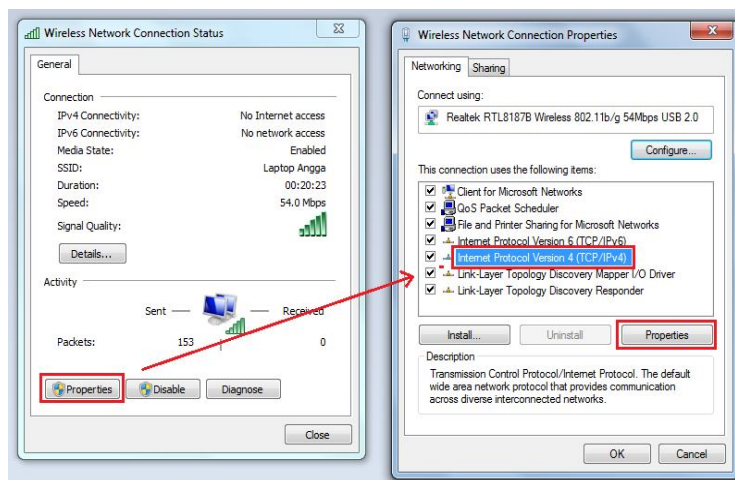 Wireless Network Connection Status
General
Connection
IPv4 Connectivity: No Internet access
IPv6 Connectivity: No network access
Media State: Enabled
SSID: Laptop Angga
Duration: 00:20:23
Speed: 54.0 Mbps
Signal Quality:
Details...
Activity
Sent — Received
Packets: 153 0
Properties Disable Diagnose
Close
Wireless Network Connection Properties
Networking Sharing
Connect using:
Realtek RTL8187B Wireless 802.11b/g 54Mbps USB 2.0
Configure...
This connection uses the following items:
Client for Microsoft Networks
QoS Packet Scheduler
File and Printer Sharing for Microsoft Networks
Internet Protocol Version 6 (TCP/IPv6)
Internet Protocol Version 4 (TCP/IPv4)
Link-Layer Topology Discovery Mapper I/O Driver
Link-Layer Topology Discovery Responder
Install... Uninstall Properties
Description
Transmission Control Protocol/Internet Protocol. The default
wide area network protocol that provides communication
across diverse interconnected networks.
OK Cancel